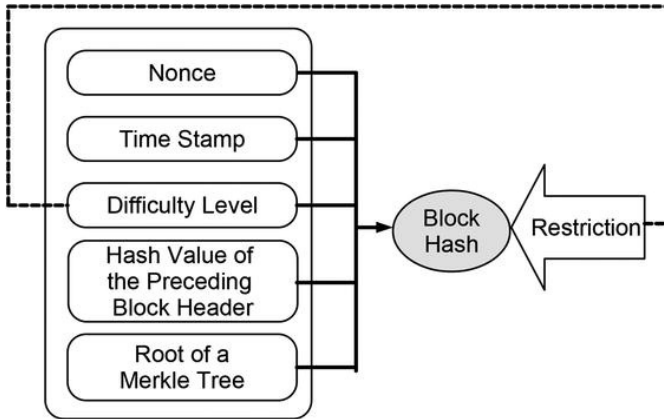 Nonce
Time Stamp
Difficulty Level
Hash Value of
the Preceding
Block Header
Root of a
Merkle Tree
Block
Hash
Restriction